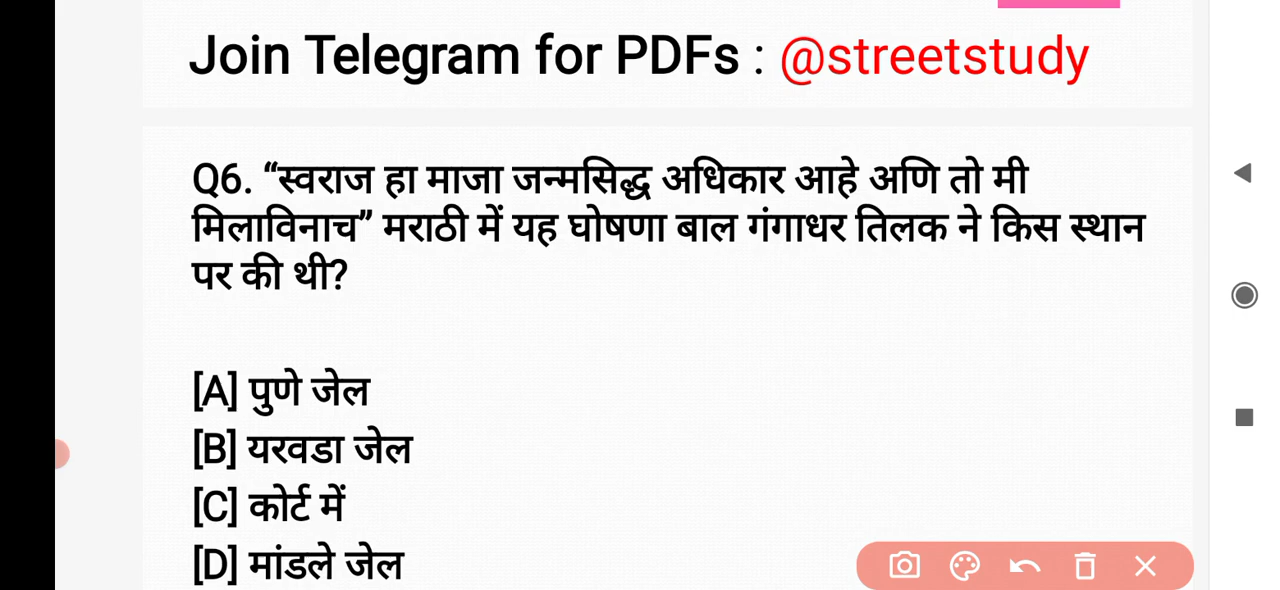 Join Telegram for PDFs : @streetstudy
Q6. “स्वराज हा माजा जन्मसिद्ध अधिकार आहे अणि तो मी
मिलाविनाच” मराठी में यह घोषणा बाल गंगाधर तिलक ने किस स्थान
पर की थी?
[A] पुणे जेल
[B] यरवडा जेल
[C] कोर्ट में
[D] मांडले जेल